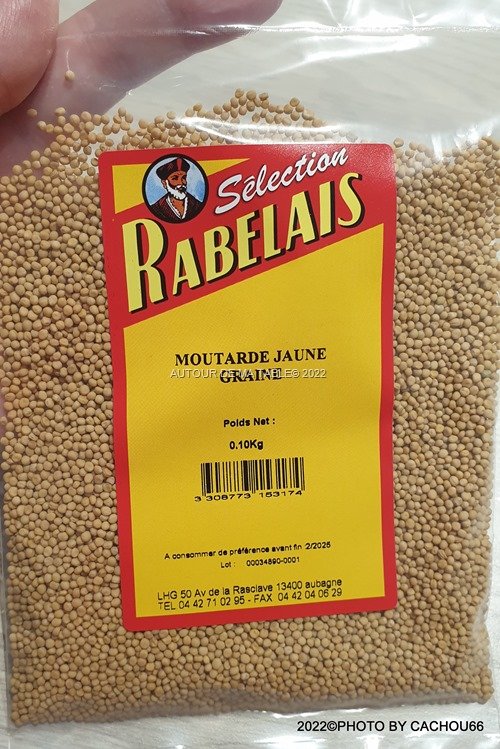 Sélection
RABELAIS
MOUTARDE JAUNE
GRAINE
AUTOUR DE MA TABLE© 2022
Poids Net :
0.10Kg
3 308773 153174
A consommer de préférence avant fin 2/2025
Lot : 00034890-0001
LHG 50 Av de la Rasclave 13400 aubagne
TEL 04 42 71 02 95 - FAX 04 42 04 06 29
2022©PHOTO BY CACHOU66